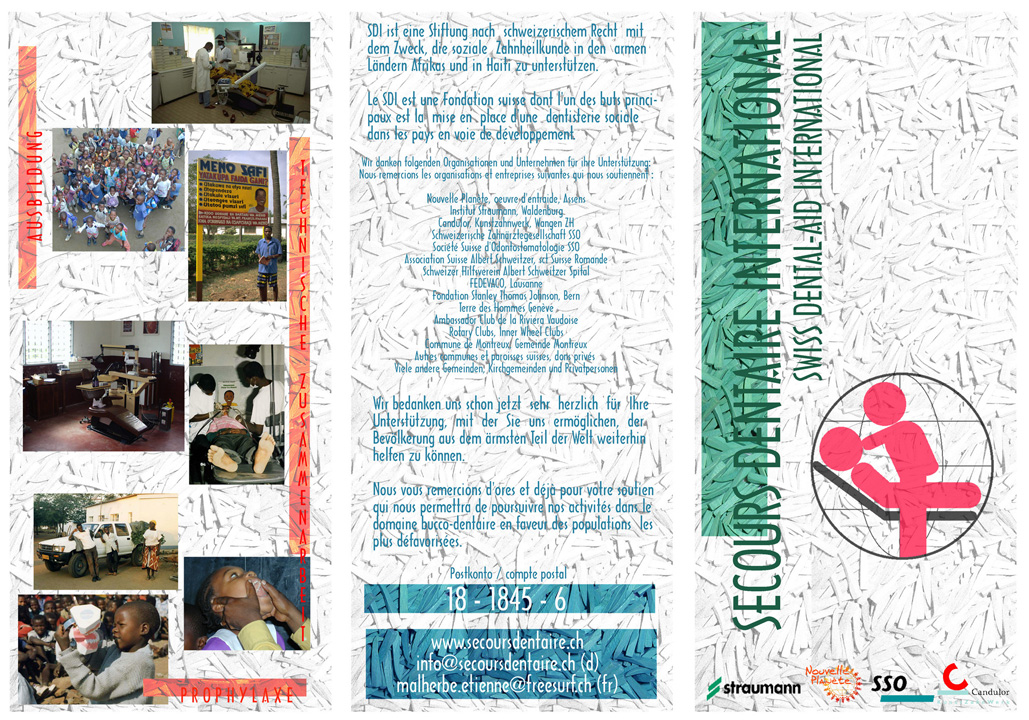 AUSBILDUNG
TECHNISCHE ZUSAMMENARBEIT
PROPHYLAXE
MENO SAFI
YATAKUPA FAIDA GANI?
SDI ist eine Stiftung nach schweizerischem Recht mit
dem Zweck, die soziale Zahnheilkunde in den armen
Ländern Afrikas und in Haiti zu unterstützen.
Le SDI est une Fondation suisse dont l'un des buts princi-
paux est la mise en place d'une dentisterie sociale
dans les pays en voie de développement.
Wir danken folgenden Organisationen und Unternehmen für ihre Unterstützung:
Nous remercions les organisations et entreprises suivantes qui nous soutiennent :
Nouvelle Planète, oeuvre d'entraide, Assens
Institut Straumann, Waldenburg
Candulor, Kunstzahnwerk, Wangen ZH
Schweizerische Zahnärztegesellschaft SSO
Société Suisse d'Odontostomatologie SSO
Association Suisse Albert Schweitzer, sct Suisse Romande
Schweizer Hilfsverein Albert Schweitzer Spital
FEDEVACO, Lausanne
Fondation Stanley Thomas Johnson, Bern
Terre des Hommes Genève
Ambassador Club de la Riviera Vaudoise
Rotary Clubs, Inner Wheel Clubs
Commune de Montreux/ Gemeinde Montreux
Autres communes et paroisses suisses, dons privés
Viele andere Gemeinden, Kirchgemeinden und Privatpersonen
Wir bedanken uns schon jetzt sehr herzlich für Ihre
Unterstützung, mit der Sie uns ermöglichen, der
Bevölkerung aus dem ärmsten Teil der Welt weiterhin
helfen zu können.
Nous vous remercions d'ores et déjà pour votre soutien
qui nous permettra de poursuivre nos activités dans le
domaine bucco-dentaire en faveur des populations les
plus défavorisées.
Postkonto / compte postal
18 - 1845 - 6
www.secoursdentaire.ch
info@secoursdentaire.ch (d)
malherbe.etienne@freesurf.ch (fr)
SECOURS DENTAIRE INTERNATIONAL
SWISS DENTAL-AID INTERNATIONAL
straumann
Nouvelle
Planète
SSO
Candulor